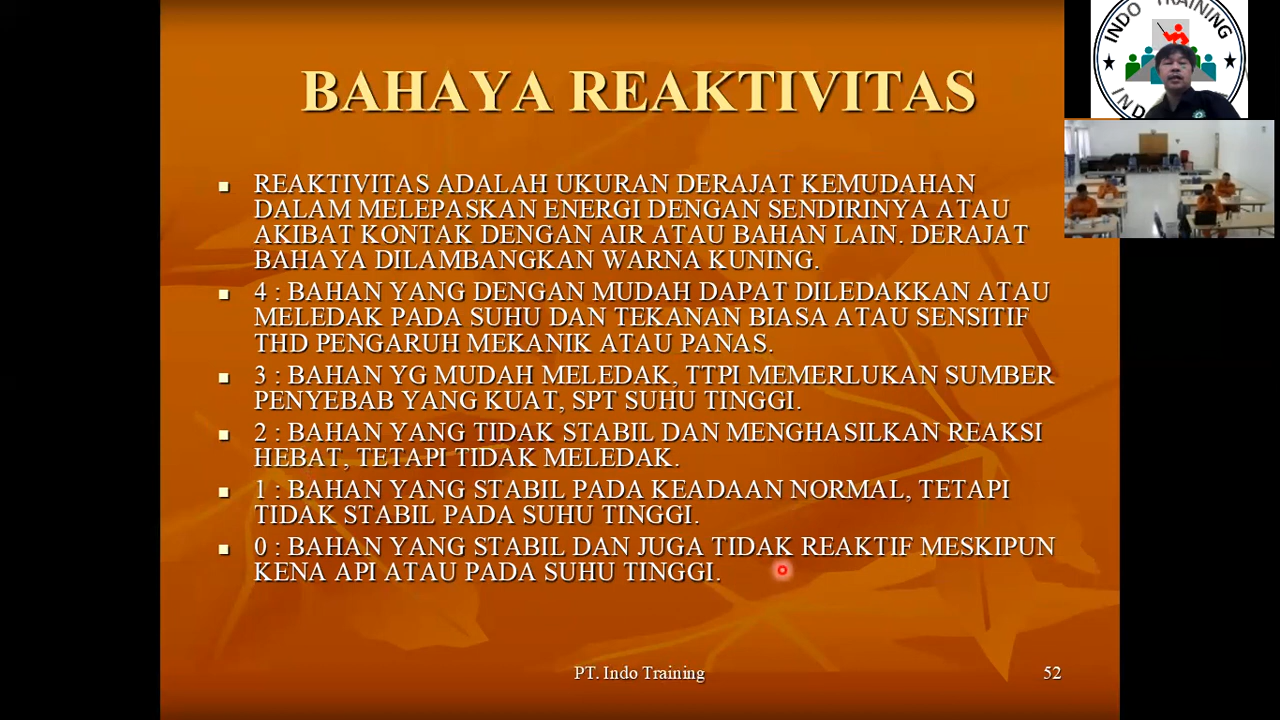 BAHAYA REAKTIVITAS
REAKTIVITAS ADALAH UKURAN DERAJAT KEMUDAHAN
DALAM MELEPASKAN ENERGI DENGAN SENDIRINYA ATAU
AKIBAT KONTAK DENGAN AIR ATAU BAHAN LAIN. DERAJAT
BAHAYA DILAMBANGKAN WARNA KUNING.
4 : BAHAN YANG DENGAN MUDAH DAPAT DILEDAKKAN ATAU
MELEDAK PADA SUHU DAN TEKANAN BIASA ATAU SENSITIF
THD PENGARUH MEKANIK ATAU PANAS.
3 : BAHAN YG MUDAH MELEDAK, TTPI MEMERLUKAN SUMBER
PENYEBAB YANG KUAT, SPT SUHU TINGGI.
2 : BAHAN YANG TIDAK STABIL DAN MENGHASILKAN REAKSI
HEBAT, TETAPI TIDAK MELEDAK.
1 : BAHAN YANG STABIL PADA KEADAAN NORMAL, TETAPI
TIDAK STABIL PADA SUHU TINGGI.
0 : BAHAN YANG STABIL DAN JUGA TIDAK REAKTIF MESKIPUN
KENA API ATAU PADA SUHU TINGGI.
PT. Indo Training
52
INDO TRAINING